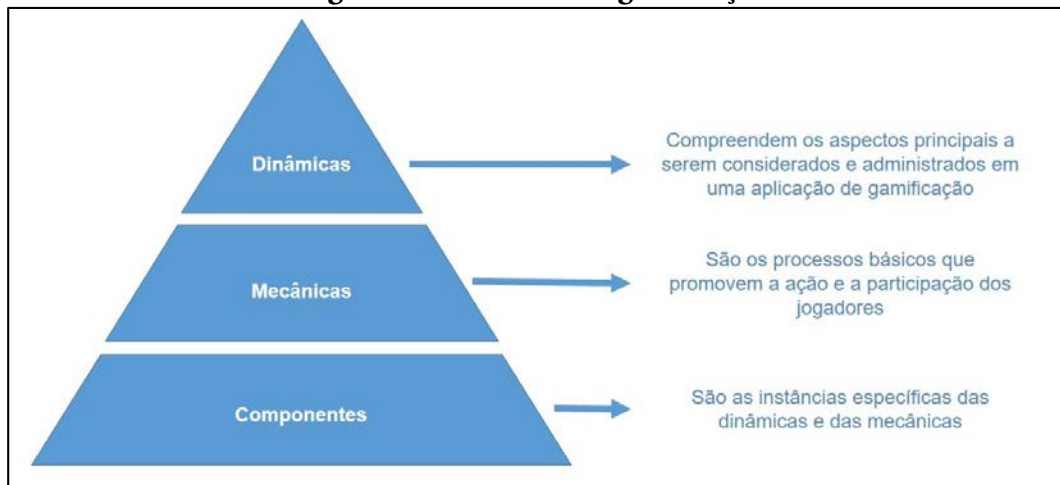 Dinâmicas
Compreendem os aspectos principais a
serem considerados e administrados em
uma aplicação de gamificação
Mecânicas
São os processos básicos que
promovem a ação e a participação dos
jogadores
Componentes
São as instâncias específicas das
dinâmicas e das mecânicas